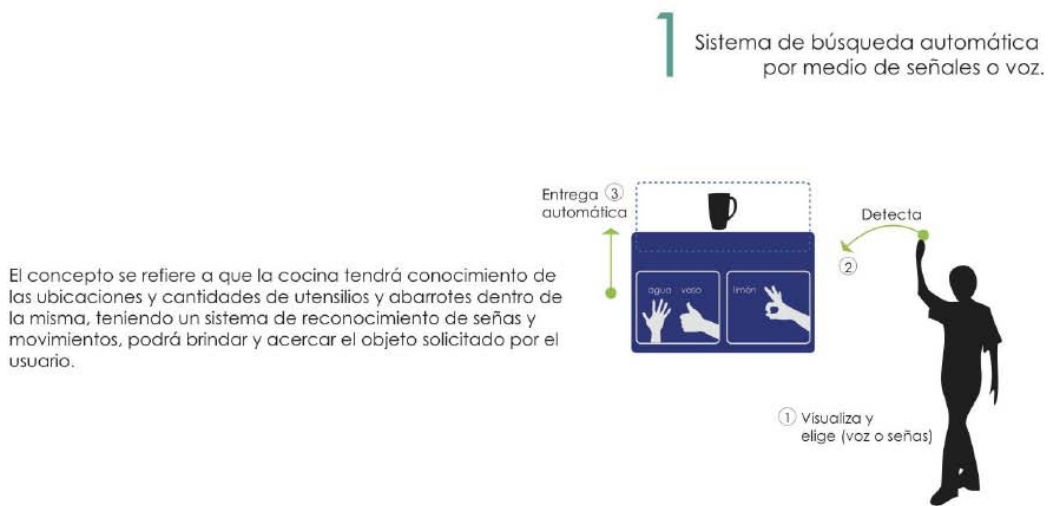 1
Sistema de búsqueda automática
por medio de señales o voz.
El concepto se refiere a que la cocina tendrá conocimiento de
las ubicaciones y cantidades de utensilios y abarrotes dentro de
la misma, teniendo un sistema de reconocimiento de señas y
movimientos, podrá brindar y acercar el objeto solicitado por el
usuario.
Entrega 3
automática
Detecta
2
agua vaso
limón
1 Visualiza y
elige (voz o señas)